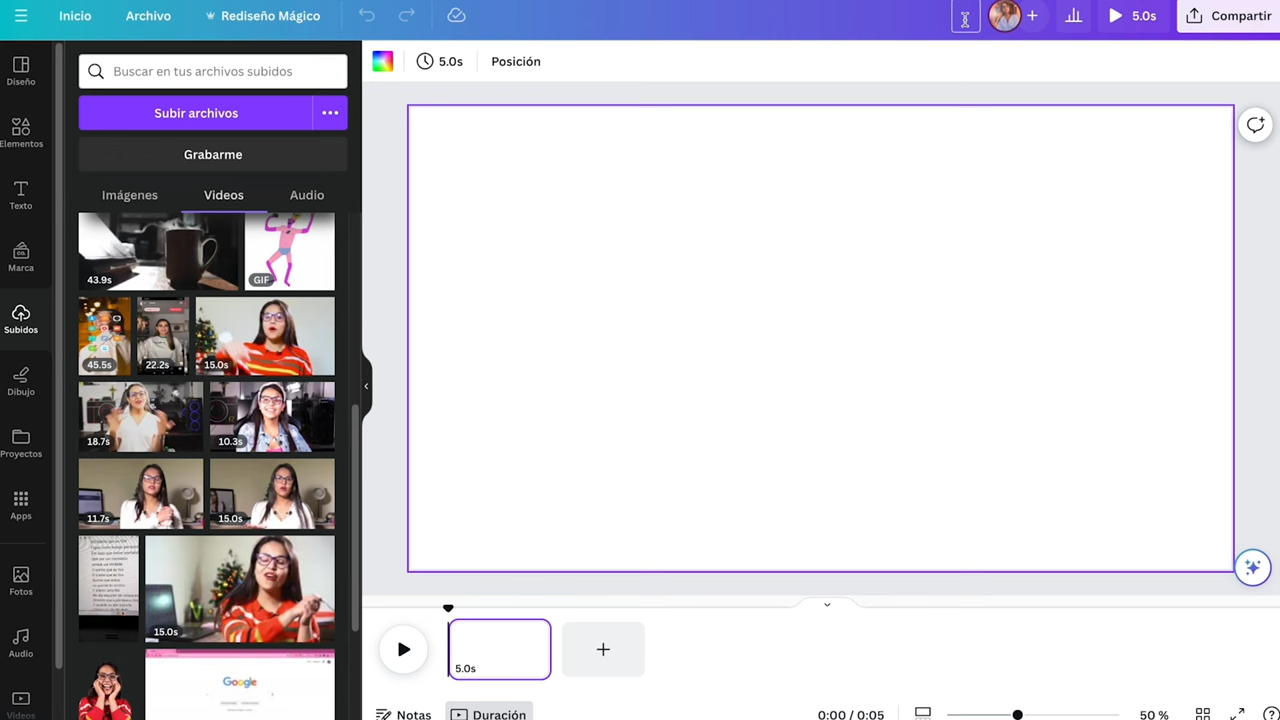 Inicio
Archivo
Rediseño Mágico
5.0s
Compartir
Diseño
Elementos
Texto
Marca
Subidos
Dibujo
Proyectos
Apps
Fotos
Audio
Videos
Buscar en tus archivos subidos
Subir archivos
Grabarme
Imágenes
Videos
Audio
43.9s
GIF
45.5s
22.2s
15.0s
18.7s
10.3s
11.7s
15.0s
15.0s
Google
5.0s
Posición
5.0s
Notas
Duración
0:00 / 0:05
50 %